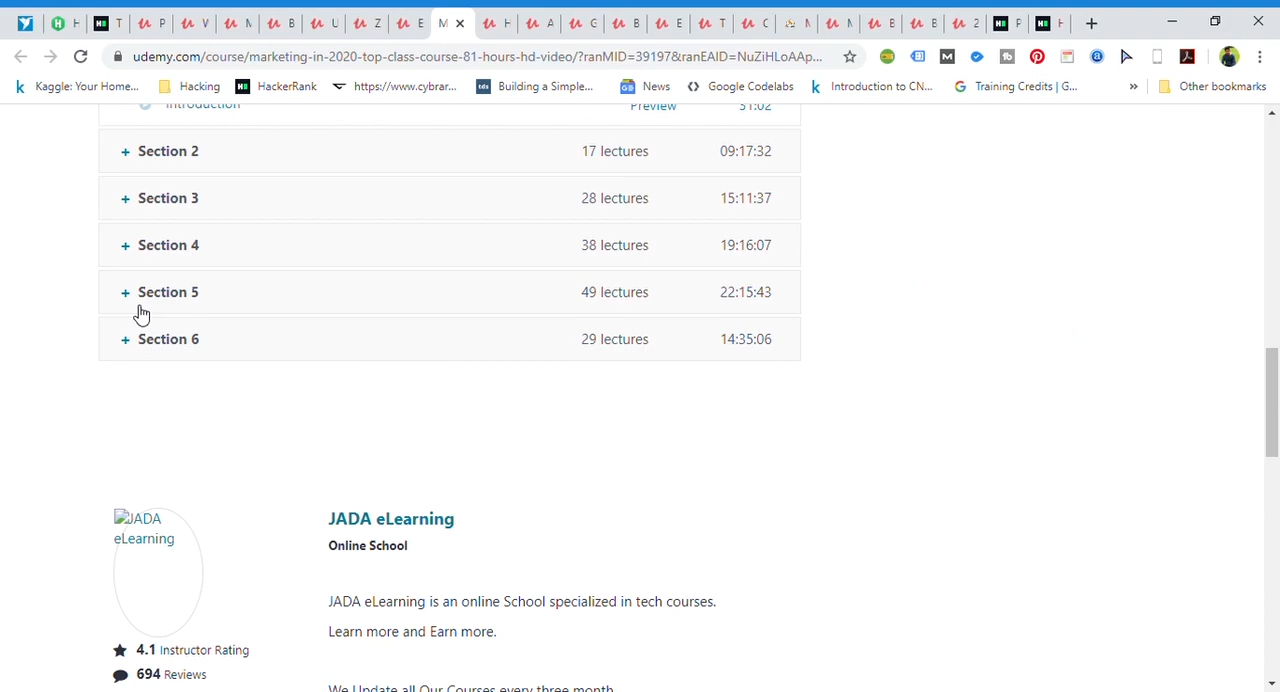 H T P V N B U Z E M H A G B E T C N N B B 2 P H
udemy.com/course/marketing-in-2020-top-class-course-81-hours-hd-video/?ranMID=39197&ranEAID=NuZiHLoAAp...
Kaggle: Your Home... Hacking HackerRank https://www.cybrar... Building a Simple... News Google Codelabs Introduction to CN... Training Credits | G... » Other bookmarks
Introduction Preview 31:02
+ Section 2 17 lectures 09:17:32
+ Section 3 28 lectures 15:11:37
+ Section 4 38 lectures 19:16:07
+ Section 5 49 lectures 22:15:43
+ Section 6 29 lectures 14:35:06
JADA
eLearning
JADA eLearning
Online School
JADA eLearning is an online School specialized in tech courses.
Learn more and Earn more.
4.1 Instructor Rating
694 Reviews
We Update all Our Courses every three month